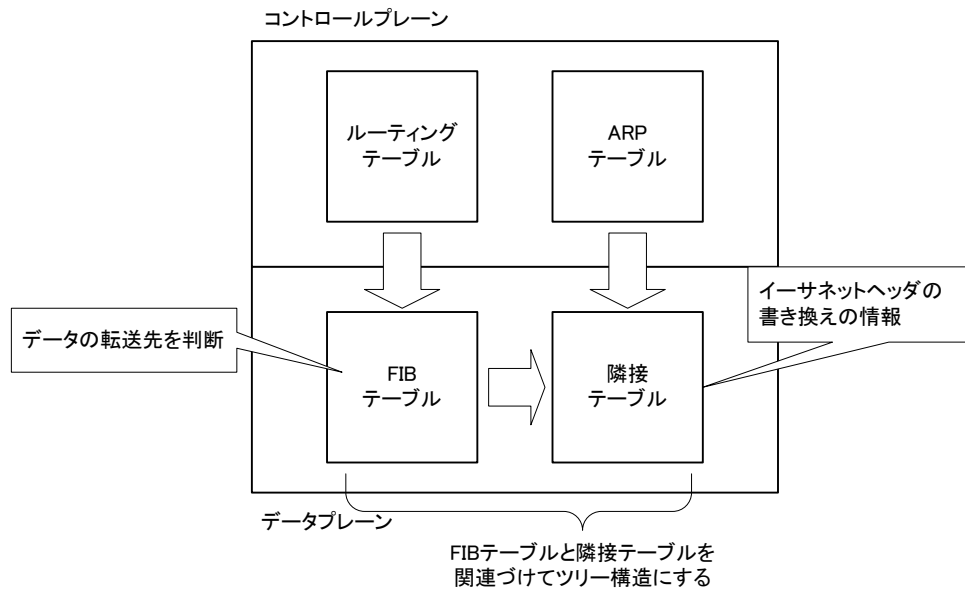 コントロールプレーン
ルーティング
テーブル
ARP
テーブル
イーサネットヘッダの
書き換えの情報
データの転送先を判断
FIB
テーブル
隣接
テーブル
データプレーン
FIBテーブルと隣接テーブルを
関連づけてツリー構造にする